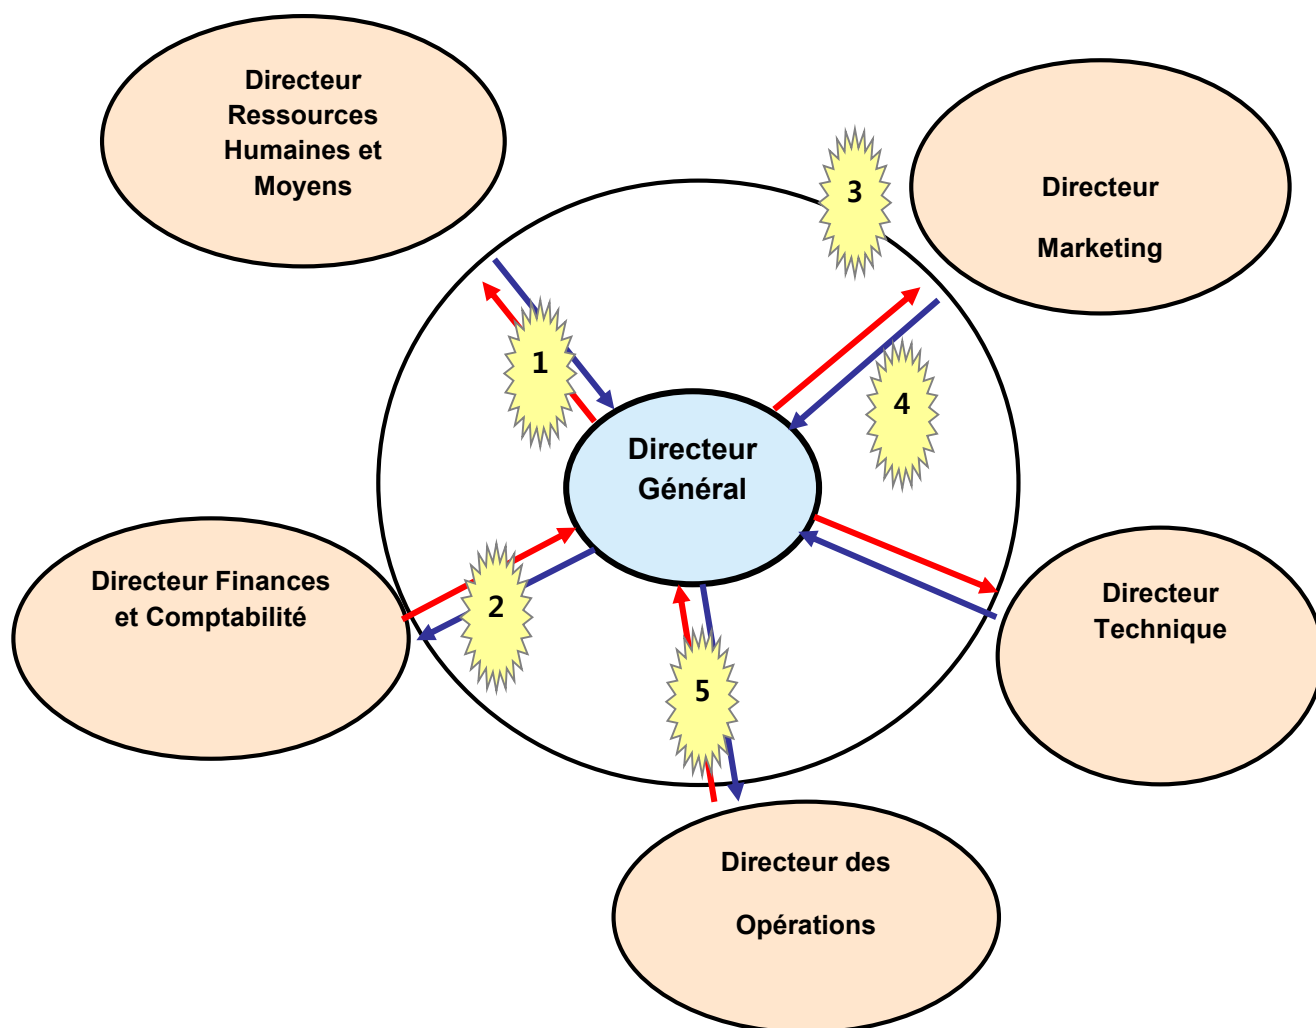 Directeur
Ressources
Humaines et
Moyens
3
Directeur
Marketing
1
4
Directeur
Général
Directeur Finances
et Comptabilité
2
Directeur
Technique
5
Directeur des
Opérations